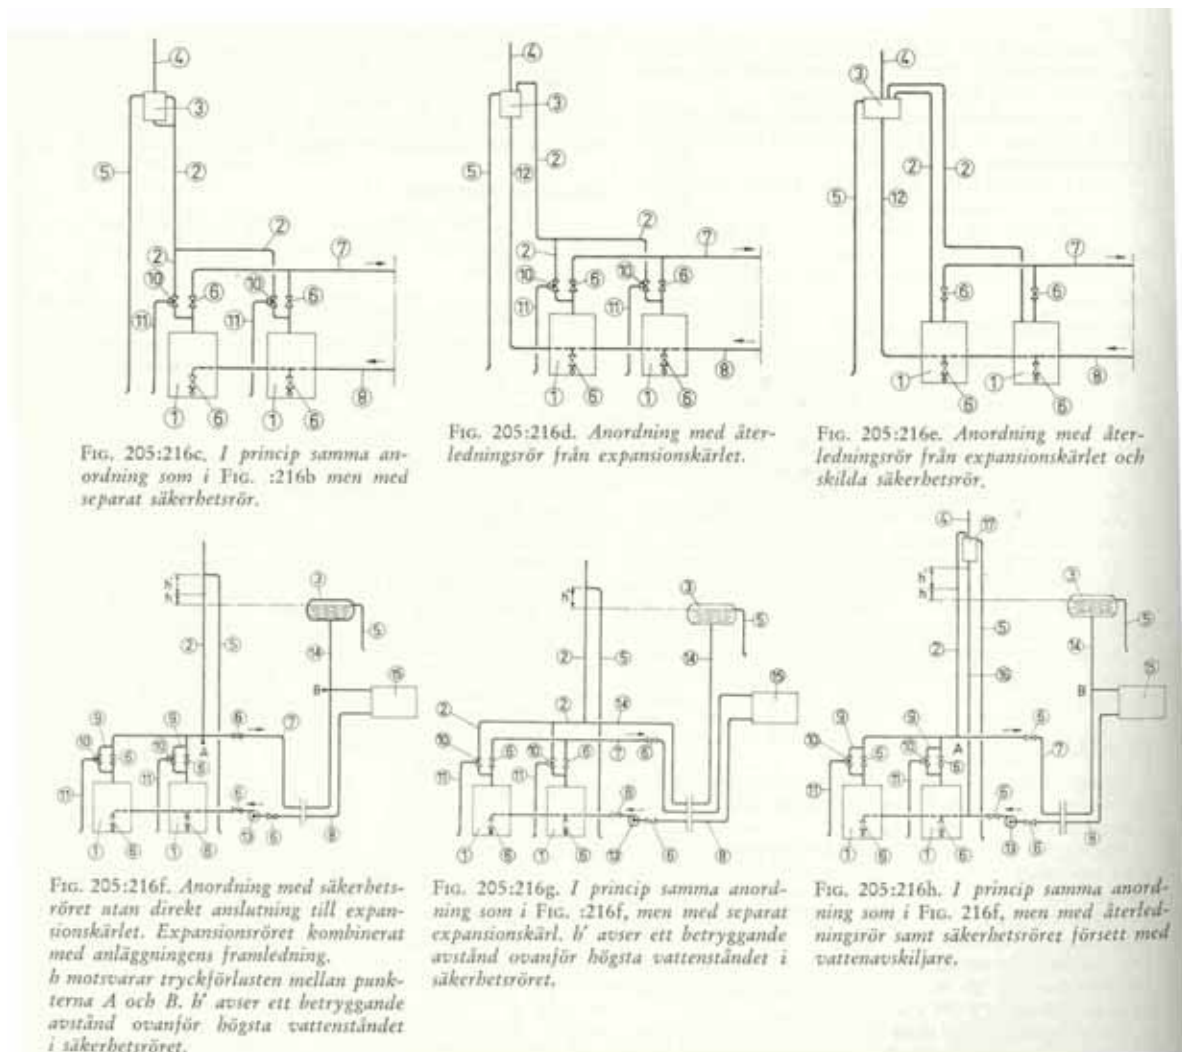 FIG. 205:216c. I princip samma an-
ordning som i FIG. :216b men med
separat säkerhetsrör.
FIG. 205:216d. Anordning med åter-
ledningsrör från expansionskärlet.
FIG. 205:216e. Anordning med åter-
ledningsrör från expansionskärlet och
skilda säkerhetsrör.
FIG. 205:216f. Anordning med säkerhets-
röret utan direkt anslutning till expan-
sionskärlet. Expansionsröret kombinerat
med anläggningens framledning.
h motsvarar tryckförlusten mellan punk-
terna A och B. h' avser ett betryggande
avstånd ovanför högsta vattenståndet
i säkerhetsröret.
FIG. 205:216g. I princip samma anord-
ning som i FIG. :216f, men med separat
expansionskärl. h' avser ett betryggande
avstånd ovanför högsta vattenståndet i
säkerhetsröret.
FIG. 205:216h. I princip samma anord-
ning som i FIG. 216f, men med återled-
ningsrör samt säkerhetsröret försett med
vattenavskiljare.